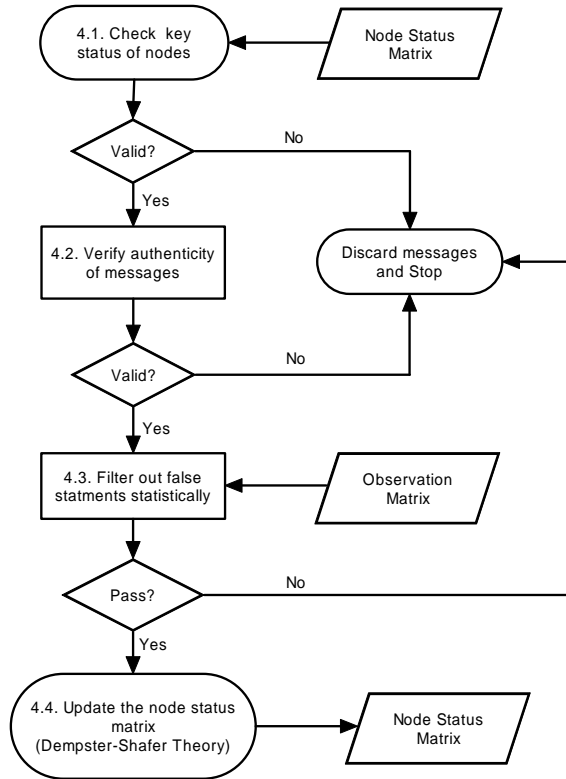 4.1. Check key
status of nodes
Node Status
Matrix
Valid?
No
Yes
4.2. Verify authenticity
of messages
Discard messages
and Stop
Valid?
No
Yes
4.3. Filter out false
statments statistically
Observation
Matrix
Pass?
No
Yes
4.4. Update the node status
matrix
(Dempster-Shafer Theory)
Node Status
Matrix